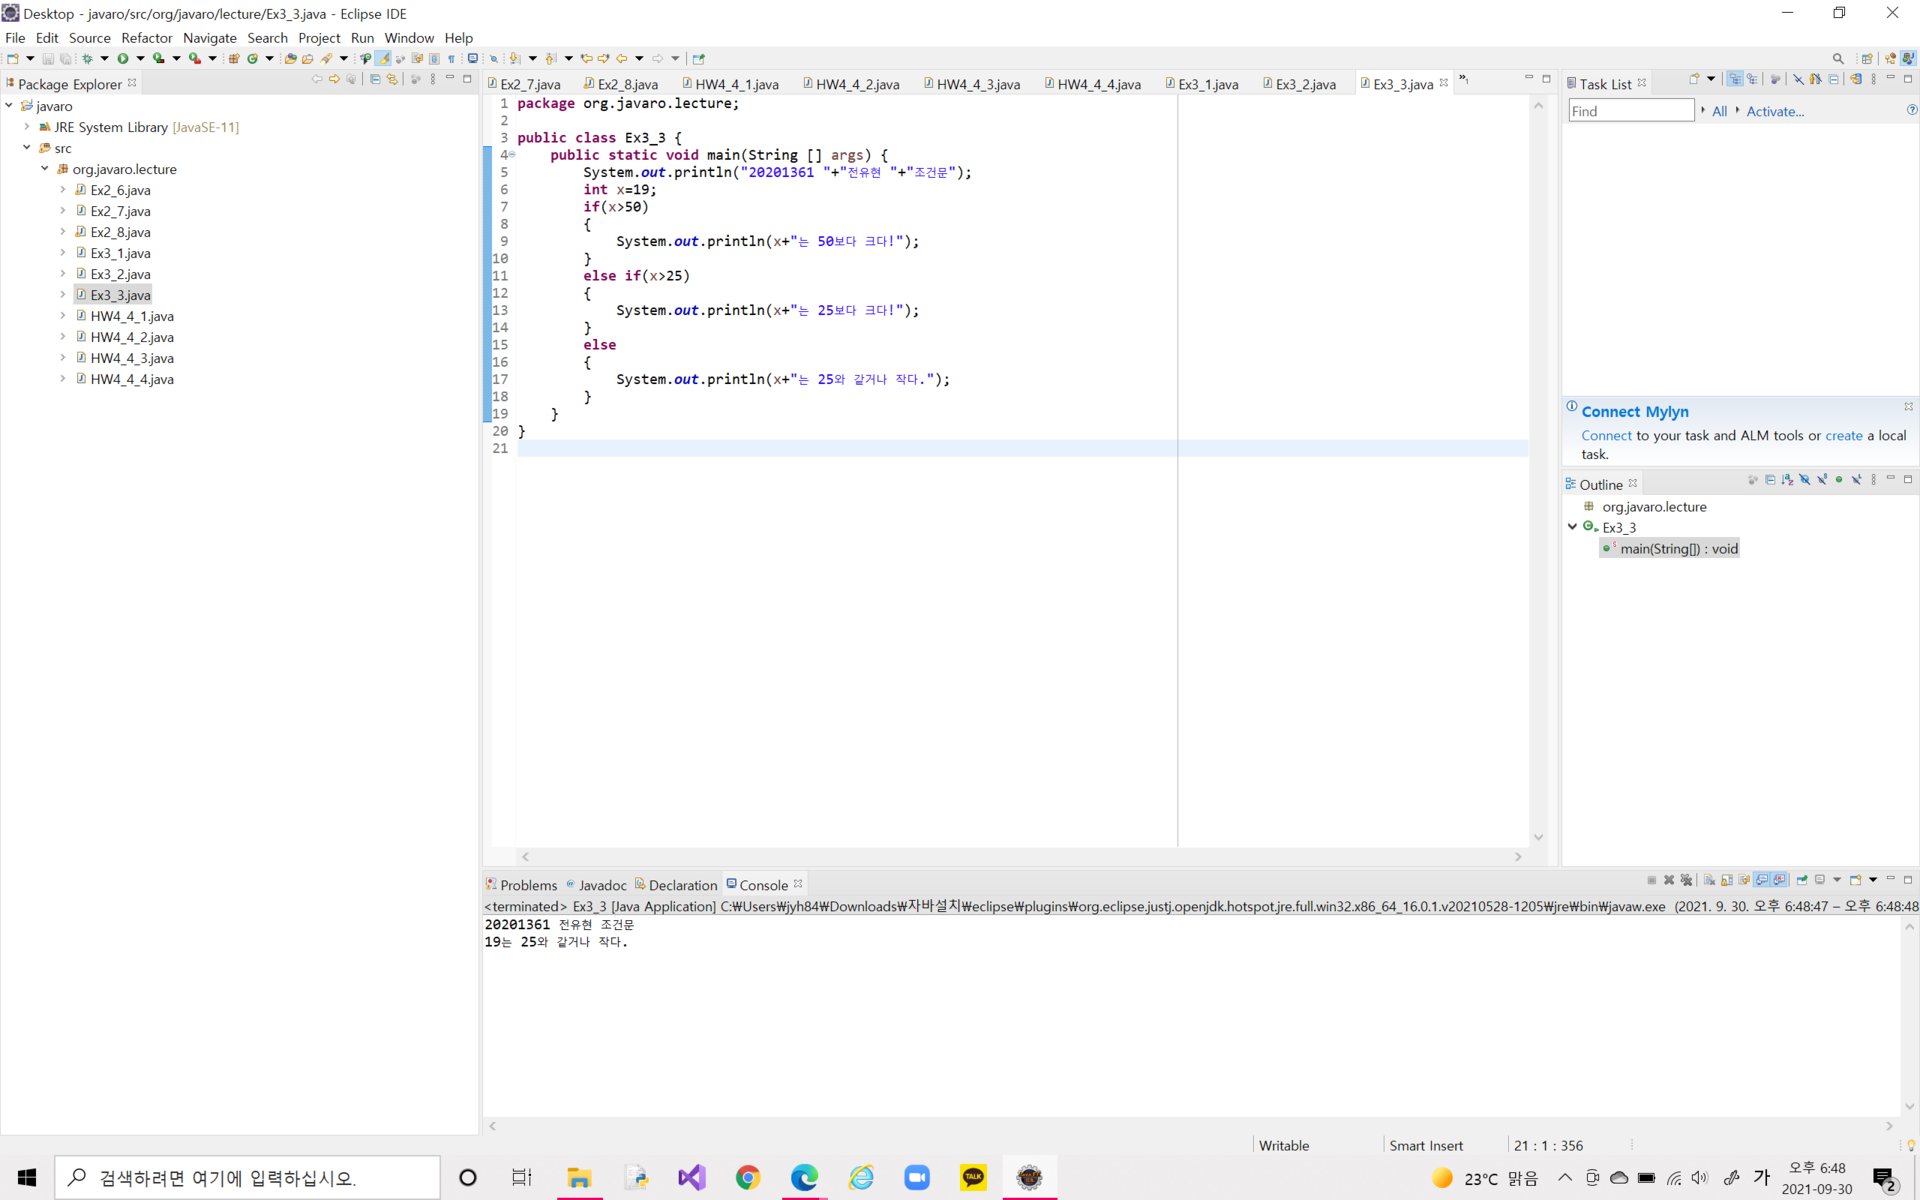 Desktop - javaro/src/org/javaro/lecture/Ex3_3.java - Eclipse IDE
File Edit Source Refactor Navigate Search Project Run Window Help
Package Explorer
javaro
JRE System Library [JavaSE-11]
src
org.javaro.lecture
Ex2_6.java
Ex2_7.java
Ex2_8.java
Ex3_1.java
Ex3_2.java
Ex3_3.java
HW4_4_1.java
HW4_4_2.java
HW4_4_3.java
HW4_4_4.java
Ex2_7.java Ex2_8.java HW4_4_1.java HW4_4_2.java HW4_4_3.java HW4_4_4.java Ex3_1.java Ex3_2.java Ex3_3.java »1
1 package org.javaro.lecture;
2
3 public class Ex3_3 {
4 public static void main(String [] args) {
5 System.out.println("20201361 "+"전유현 "+"조건문");
6 int x=19;
7 if(x>50)
8 {
9 System.out.println(x+"는 50보다 크다!");
10 }
11 else if(x>25)
12 {
13 System.out.println(x+"는 25보다 크다!");
14 }
15 else
16 {
17 System.out.println(x+"는 25와 같거나 작다.");
18 }
19 }
20 }
21
Task List
Find All Activate...
Connect Mylyn
Connect to your task and ALM tools or create a local
task.
Outline
org.javaro.lecture
Ex3_3
main(String[]) : void
Problems Javadoc Declaration Console
<terminated> Ex3_3 [Java Application] C:₩Users₩jyh84₩Downloads₩자바설치₩eclipse₩plugins₩org.eclipse.justj.openjdk.hotspot.jre.full.win32.x86_64_16.0.1.v20210528-1205₩jre₩bin₩javaw.exe (2021. 9. 30. 오후 6:48:47 – 오후 6:48:48
20201361 전유현 조건문
19는 25와 같거나 작다.
Writable Smart Insert 21 : 1 : 356
검색하려면 여기에 입력하십시오.
TALK
23°C 맑음
가
오후 6:48
2021-09-30
2